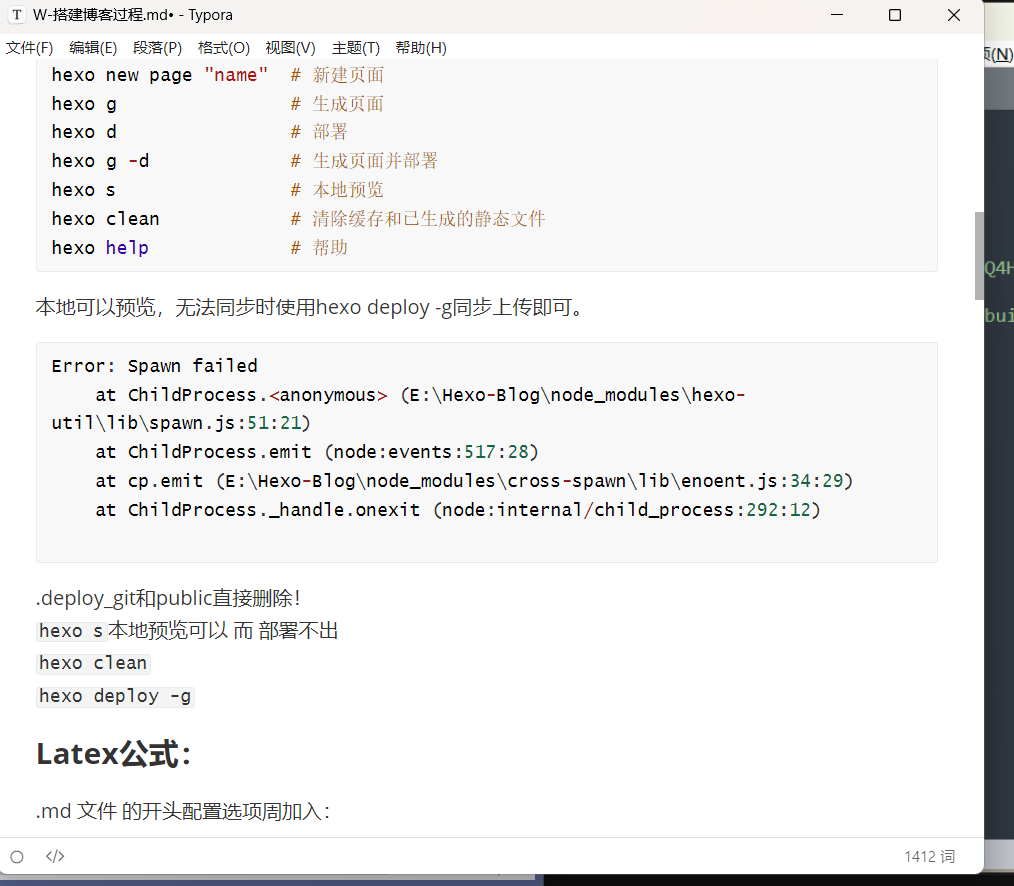 W-搭建博客过程.md• - Typora
文件(F) 编辑(E) 段落(P) 格式(O) 视图(V) 主题(T) 帮助(H)
(N)
hexo new page "name" # 新建页面
hexo g # 生成页面
hexo d # 部署
hexo g -d # 生成页面并部署
hexo s # 本地预览
hexo clean # 清除缓存和已生成的静态文件
hexo help # 帮助
Q4H
本地可以预览，无法同步时使用hexo deploy -g同步上传即可。
bui
Error: Spawn failed
at ChildProcess.<anonymous> (E:\Hexo-Blog\node_modules\hexo-
util\lib\spawn.js:51:21)
at ChildProcess.emit (node:events:517:28)
at cp.emit (E:\Hexo-Blog\node_modules\cross-spawn\lib\enoent.js:34:29)
at ChildProcess._handle.onexit (node:internal/child_process:292:12)
.deploy_git和public直接删除！
hexo s本地预览可以 而 部署不出
hexo clean
hexo deploy -g
Latex公式：
.md 文件 的开头配置选项周加入：
1412 词